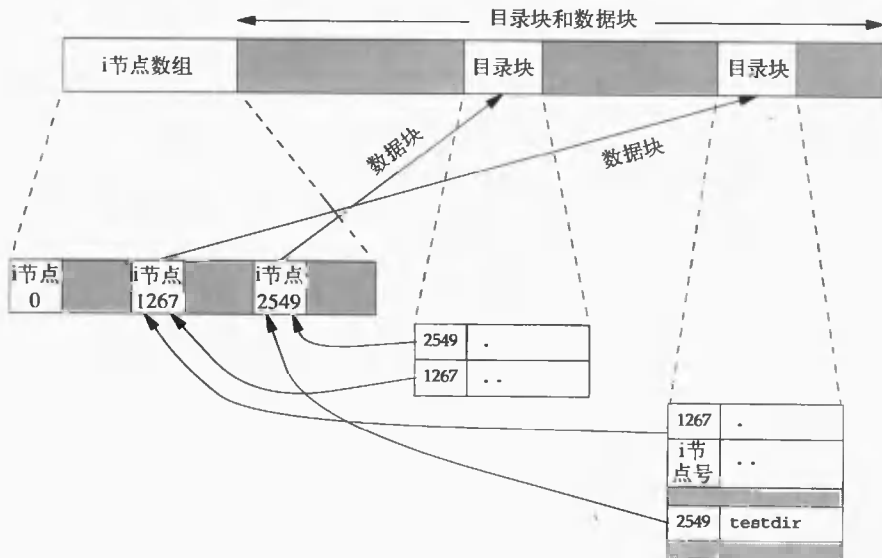 目录块和数据块
i节点数组
目录块
目录块
数据块
数据块
i节点
0
i节点
1267
i节点
2549
2549 .
1267 ..
1267 .
i节
点号 ..
2549 testdir